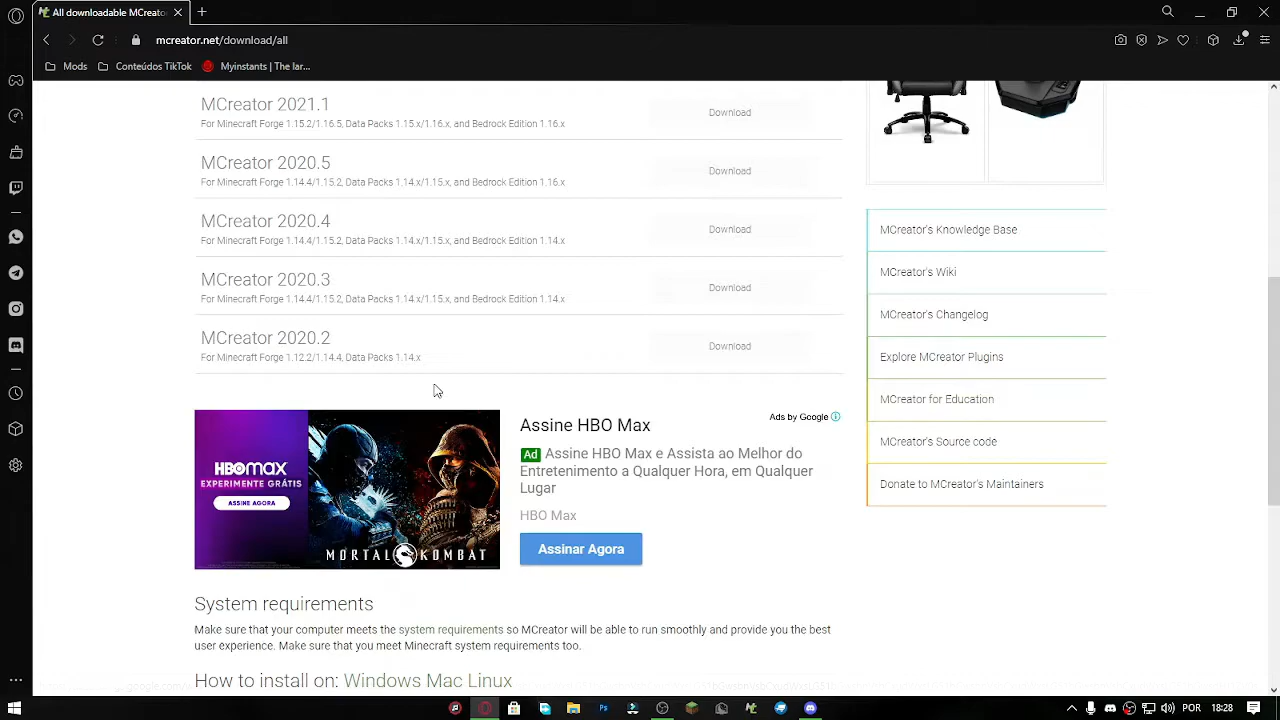 All downloadable MCreato
mcreator.net/download/all
Mods
Conteúdos TikTok
Myinstants | The lar...
MCreator 2021.1
For Minecraft Forge 1.15.2/1.16.5, Data Packs 1.15.x/1.16.x, and Bedrock Edition 1.16.x
Download
MCreator 2020.5
For Minecraft Forge 1.14.4/1.15.2, Data Packs 1.14.x/1.15.x, and Bedrock Edition 1.16.x
Download
MCreator 2020.4
For Minecraft Forge 1.14.4/1.15.2, Data Packs 1.14.x/1.15.x, and Bedrock Edition 1.14.x
Download
MCreator 2020.3
For Minecraft Forge 1.14.4/1.15.2, Data Packs 1.14.x/1.15.x, and Bedrock Edition 1.14.x
Download
MCreator 2020.2
For Minecraft Forge 1.12.2/1.14.4, Data Packs 1.14.x
Download
MCreator's Knowledge Base
MCreator's Wiki
MCreator's Changelog
Explore MCreator Plugins
MCreator for Education
MCreator's Source code
Donate to MCreator's Maintainers
HBOMAX
EXPERIMENTE GRÁTIS
ASSINE AGORA
MORTAL KOMBAT
Ads by Google
Assine HBO Max
Ad Assine HBO Max e Assista ao Melhor do
Entretenimento a Qualquer Hora, em Qualquer
Lugar
HBO Max
Assinar Agora
System requirements
Make sure that your computer meets the system requirements so MCreator will be able to run smoothly and provide you the best
user experience. Make sure that you meet Minecraft system requirements too.
How to install on: Windows Mac Linux
POR
18:28